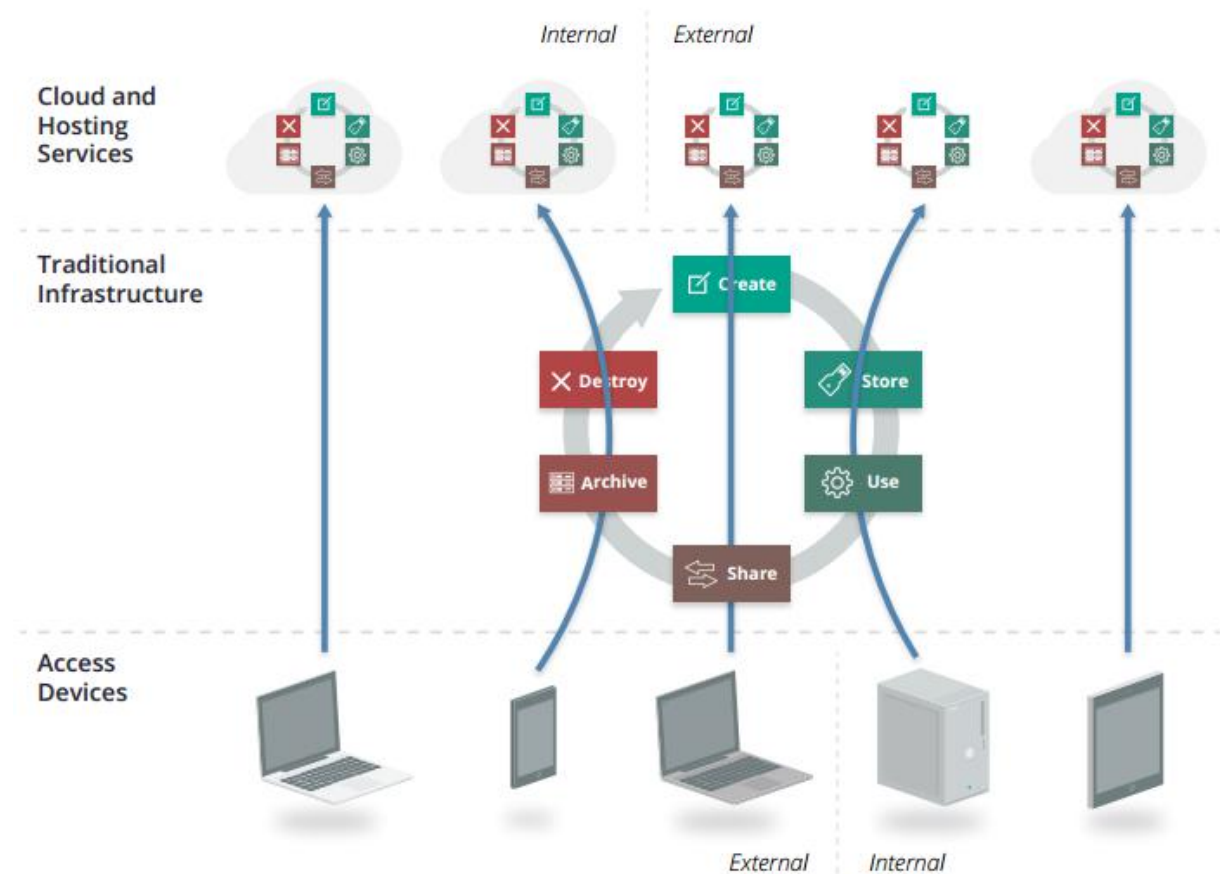 Internal
External
Cloud and
Hosting
Services
Traditional
Infrastructure
Create
Destroy
Store
Archive
Use
Share
Access
Devices
External
Internal